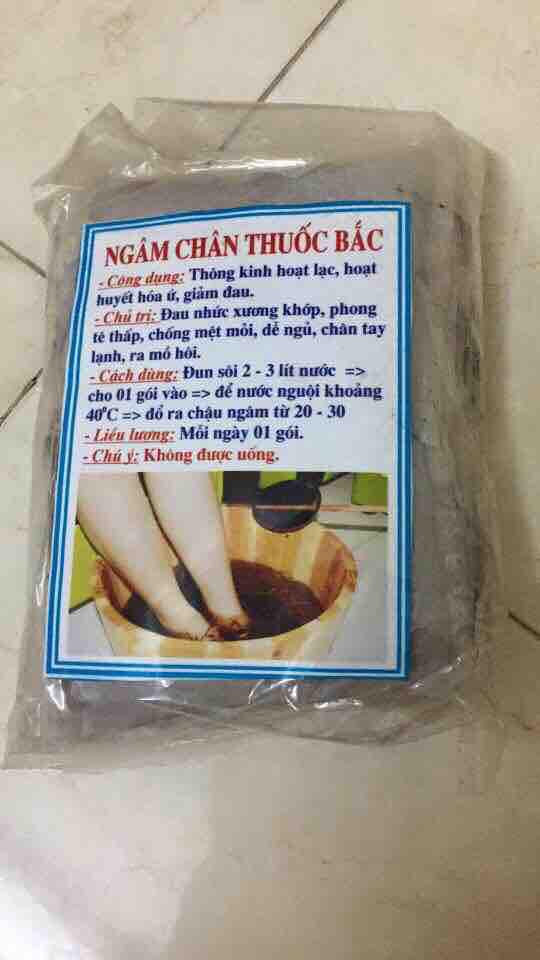 NGÂM CHÂN THUỐC BẮC
- Công dụng: Thông kinh hoạt lạc, hoạt
huyết hóa ứ, giảm đau.
- Chủ trị: Đau nhức xương khớp, phong
tê thấp, chống mệt mỏi, dễ ngủ, chân tay
lạnh, ra mồ hôi.
- Cách dùng: Đun sôi 2 - 3 lít nước =>
cho 01 gói vào => để nước nguội khoảng
40⁰C => đổ ra chậu ngâm từ 20 - 30
- Liều lương: Mỗi ngày 01 gói.
- Chú ý: Không được uống.